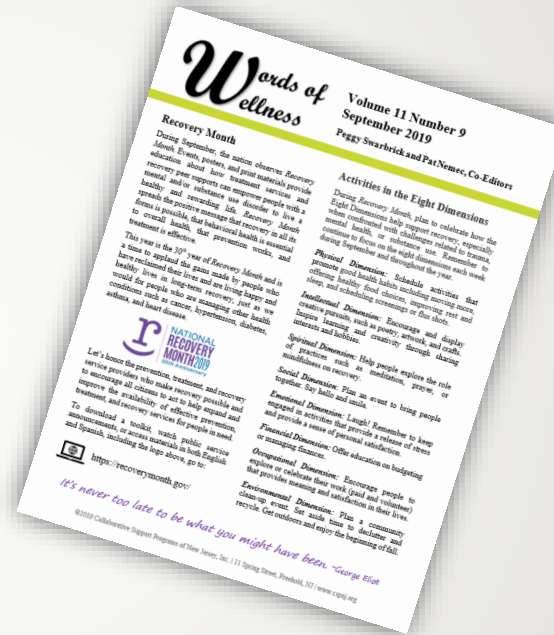 Words of
Wellness
Volume 11 Number 9
September 2019
Peggy Swarbrick and Pat Nemec, Co-Editors
Recovery Month
During September, the nation observes Recovery
Month. Events, posters, and print materials provide
education about how treatment services and
recovery peer supports can empower people with a
mental and/or substance use disorder to live a
healthy and rewarding life. Recovery Month
spreads the positive message that recovery in all its
forms is possible, that behavioral health is essential
to overall health, that prevention works, and
treatment is effective.
This year is the 30th year of Recovery Month and is
a time to applaud the gains made by people who
have reclaimed their lives and are living happy and
healthy lives in long-term recovery, just as we
would for people who are managing other health
conditions such as cancer, hypertension, diabetes,
asthma, and heart disease.
r
NATIONAL
RECOVERY
MONTH2019
30th Anniversary
Let's honor the prevention, treatment, and recovery
service providers who make recovery possible and
to encourage all citizens to act to help expand and
improve the availability of effective prevention,
treatment, and recovery services for people in need.
To download a toolkit, watch public service
announcements, or access materials in both English
and Spanish, including the logo above, go to:
https://recoverymonth.gov/
Activities in the Eight Dimensions
During Recovery Month, plan to celebrate how the
Eight Dimensions help support recovery, especially
when confronted with challenges related to trauma,
mental health, or substance use. Remember to
continue to focus on the eight dimensions each week
during September and throughout the year.
Physical Dimension: Schedule activities that
promote good health habits including moving more,
offering healthy food choices, improving rest and
sleep, and scheduling screenings or flu shots.
Intellectual Dimension: Encourage and display
creative pursuits, such as poetry, artwork, and crafts.
Inspire learning and creativity through sharing
interests and hobbies.
Spiritual Dimension: Help people explore the role
of practices such as meditation, prayer, or
mindfulness on recovery.
Social Dimension: Plan an event to bring people
together. Say hello and smile.
Emotional Dimension: Laugh! Remember to keep
engaged in activities that provide a release of stress
and provide a sense of personal satisfaction.
Financial Dimension: Offer education on budgeting
or managing finances.
Occupational Dimension: Encourage people to
explore or celebrate their work (paid and volunteer)
that provides meaning and satisfaction in their lives.
Environmental Dimension: Plan a community
clean-up event. Set aside time to declutter and
recycle. Get outdoors and enjoy the beginning of fall.
It's never too late to be what you might have been. ~George Eliot
©2019 Collaborative Support Programs of New Jersey, Inc. | 11 Spring Street, Freehold, NJ | www.cspnj.org